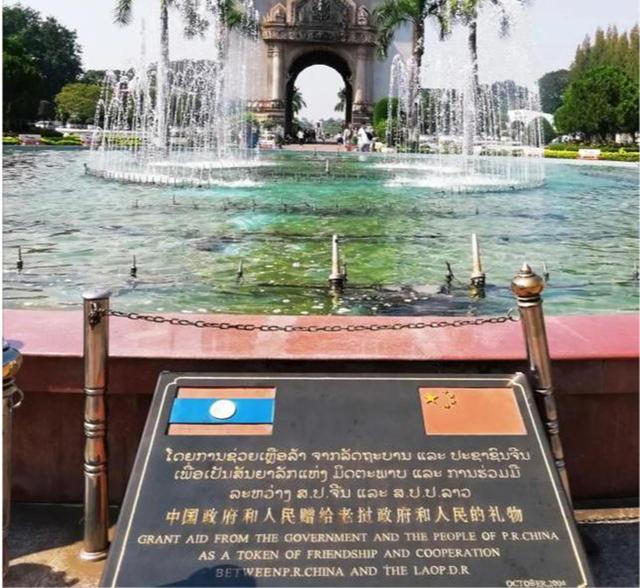 ໂດຍການຊ່ວຍເຫຼືອລ້າ ຈາກລັດຖະບານ ແລະ ປະຊາຊົນຈີນ
ເພື່ອເປັນສັນຍາລັກແຫ່ງ ມິດຕະພາບ ແລະ ການຮ່ວມມື
ລະຫວ່າງ ສ.ປ.ຈີນ ແລະ ສ.ປ.ປ.ລາວ
中国政府和人民赠给老挝政府和人民的礼物
GRANT AID FROM THE GOVERNMENT AND THE PEOPLE OF P.R.CHINA
AS A TOKEN OF FRIENDSHIP AND COOPERATION
BETWEENP.R.CHINA AND THE LAOP.D.R
OCTOBER.